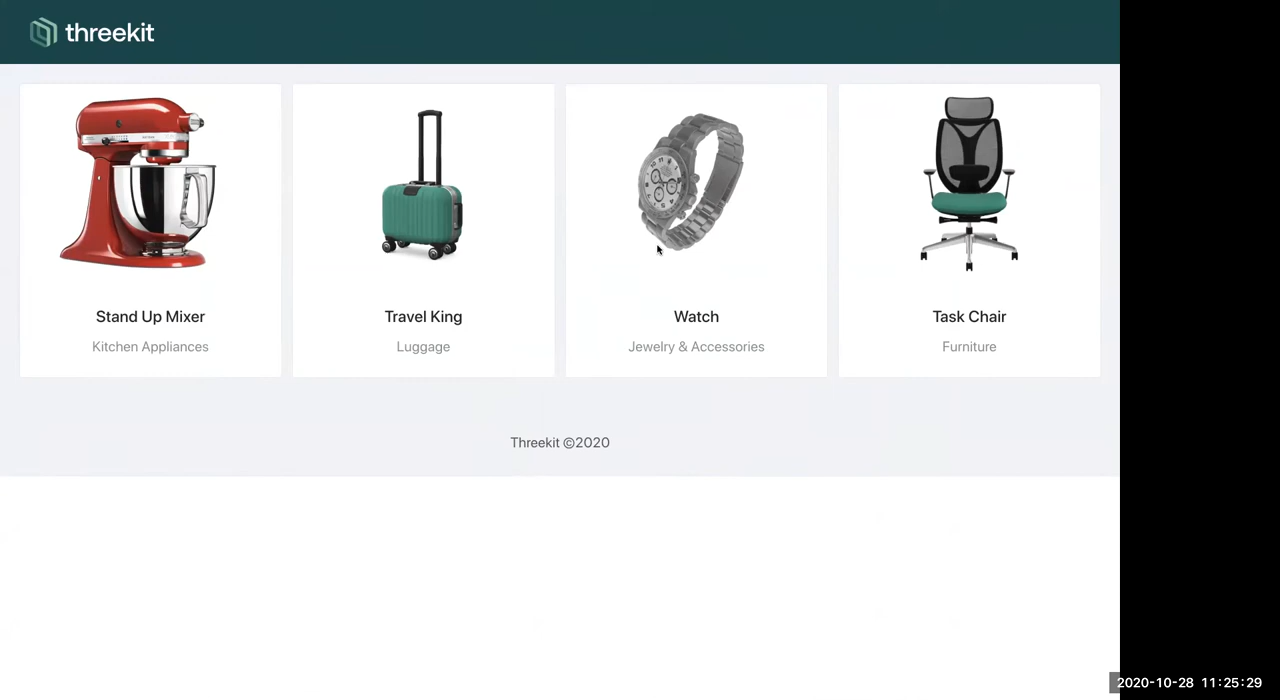 threekit
Stand Up Mixer
Kitchen Appliances
Travel King
Luggage
Watch
Jewelry & Accessories
Task Chair
Furniture
Threekit ©2020
2020-10-28 11:25:29